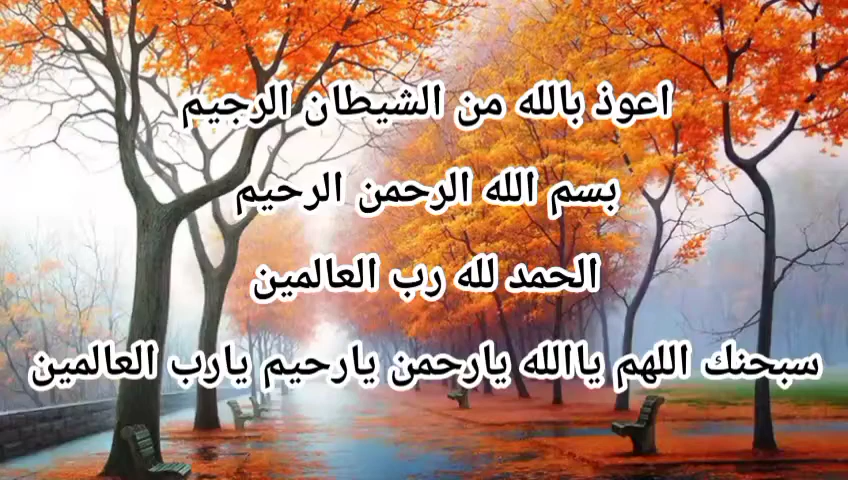 اعوذ بالله من الشيطان الرجيم
بسم الله الرحمن الرحيم
الحمد لله رب العالمين
سبحنك اللهم ياالله يارحمن يارحيم يارب العالمين